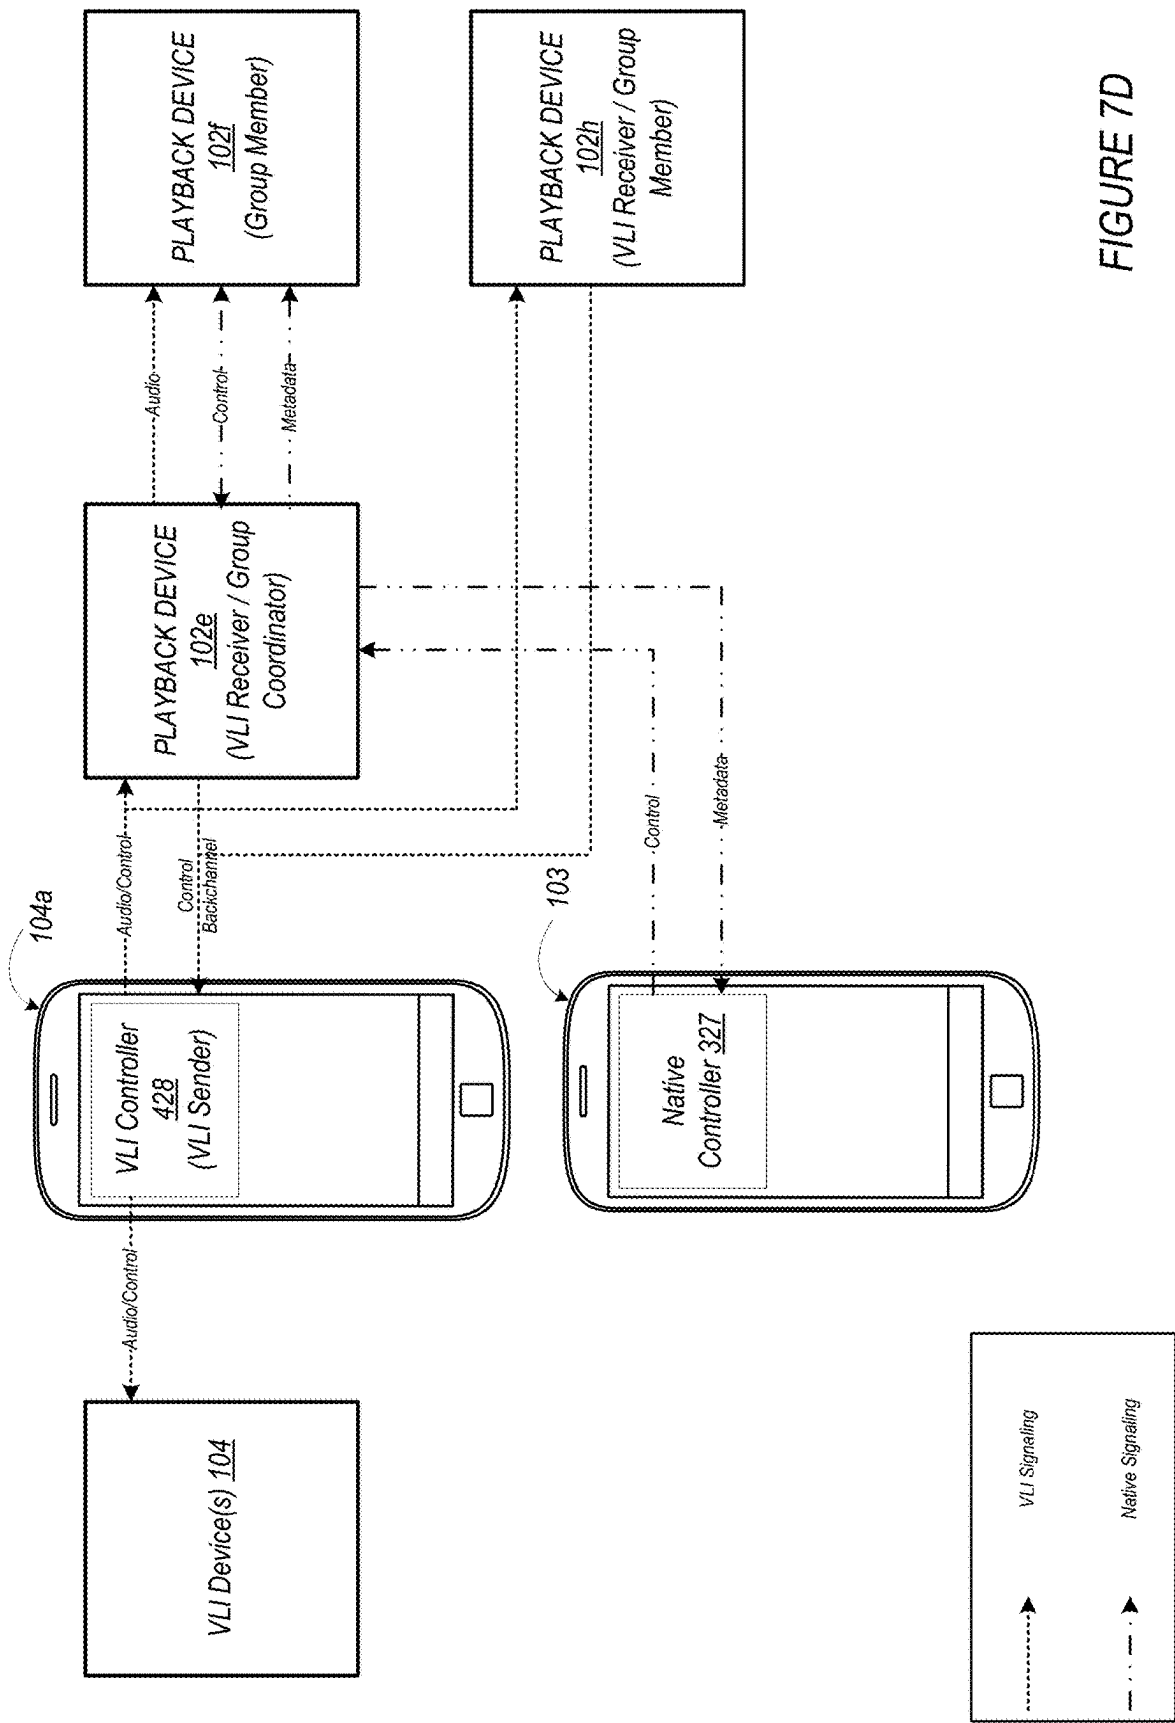 VLI Device(s) 104
Audio/Control
104a
VLI Controller
428
(VLI Sender)
Audio/Control
Control
Backchannel
PLAYBACK DEVICE
102e
(VLI Receiver / Group
Coordinator)
Audio
Control
Metadata
PLAYBACK DEVICE
102f
(Group Member)
PLAYBACK DEVICE
102h
(VLI Receiver / Group
Member)
103
Native
Controller 327
Control
Metadata
VLI Signaling
Native Signaling
FIGURE 7D